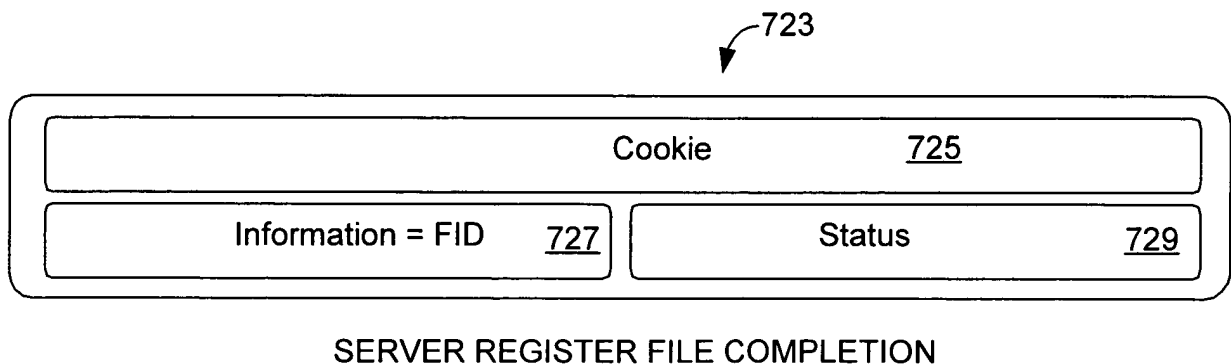 723
Cookie 725
Information = FID 727 Status 729
SERVER REGISTER FILE COMPLETION